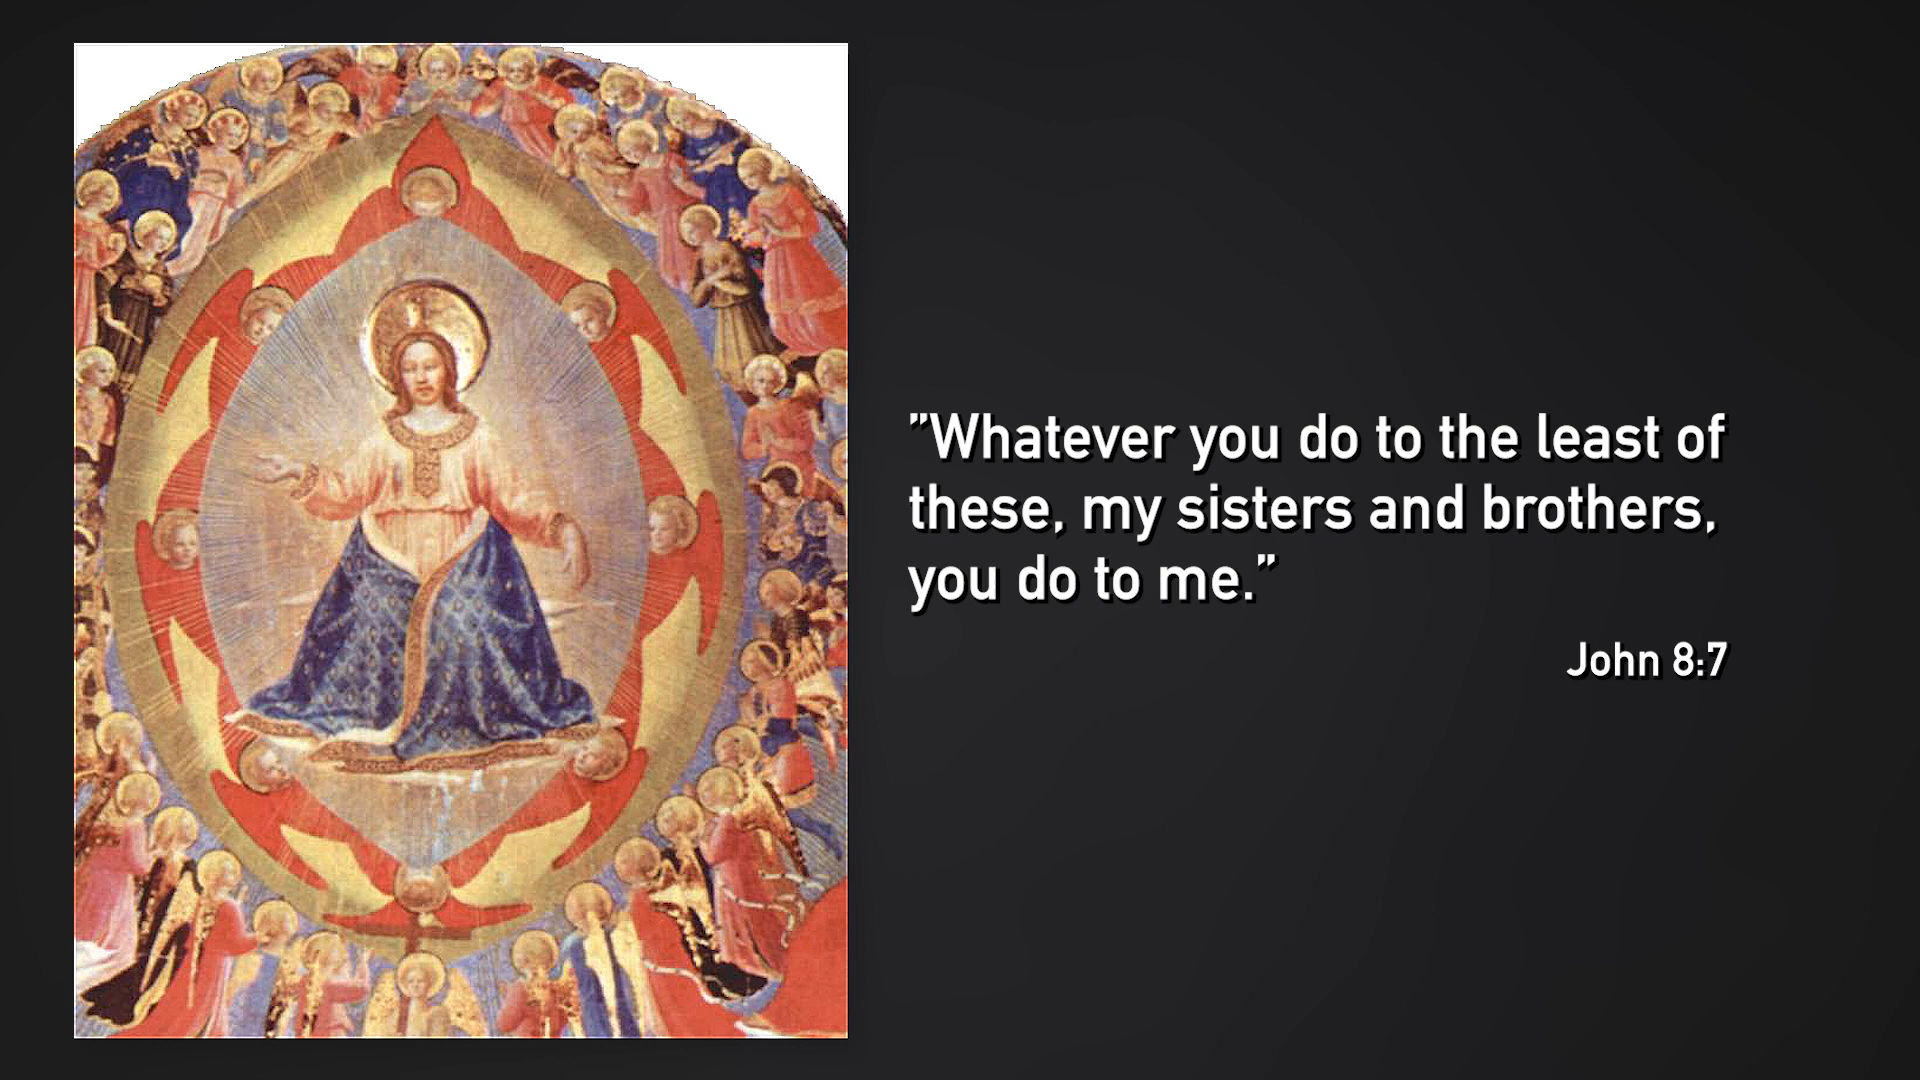 "Whatever you do to the least of
these, my sisters and brothers,
you do to me."
John 8:7